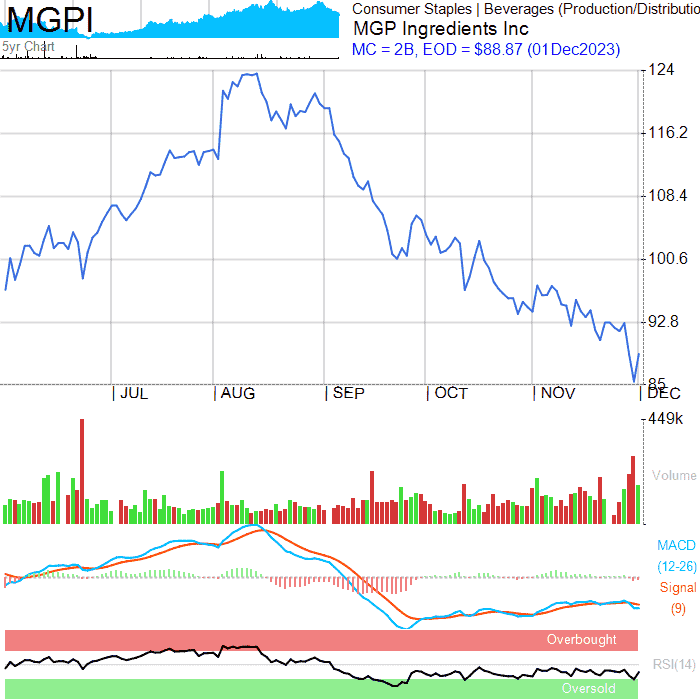 MGPI
5yr Chart
Consumer Staples | Beverages (Production/Distributio
MGP Ingredients Inc
MC = 2B, EOD = $88.87 (01Dec2023)
124
116.2
108.4
100.6
92.8
85
JUL
AUG
SEP
OCT
NOV
DEC
449k
Volume
MACD
(12-26)
Signal
(9)
Overbought
RSI(14)
Oversold